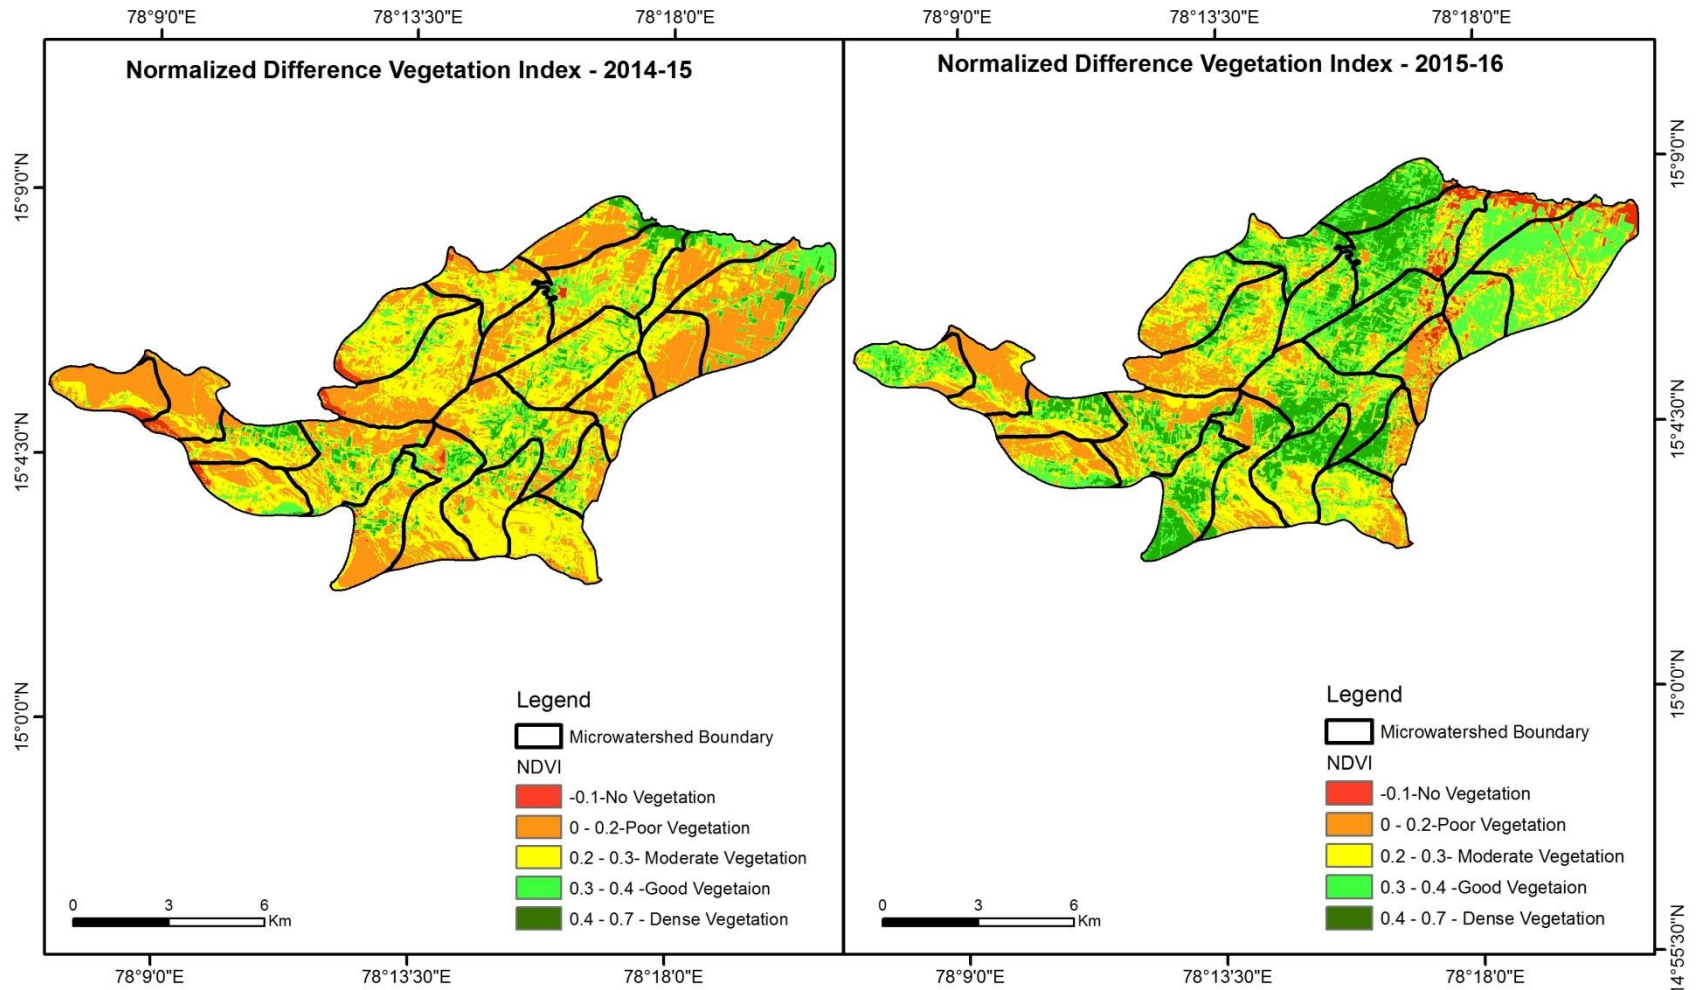 78°9'0"E 78°13'30"E 78°18'0"E 78°9'0"E 78°13'30"E 78°18'0"E
Normalized Difference Vegetation Index - 2014-15
Normalized Difference Vegetation Index - 2015-16
15°9'0"N
15°4'30"N
15°0'0"N
15°9'0"N
15°4'30"N
15°0'0"N
14°55'30"N
Legend
Microwatershed Boundary
NDVI
-0.1-No Vegetation
0 - 0.2-Poor Vegetation
0.2 - 0.3- Moderate Vegetation
0.3 - 0.4 -Good Vegetaion
0.4 - 0.7 - Dense Vegetation
0 3 6
Km
Legend
Microwatershed Boundary
NDVI
-0.1-No Vegetation
0 - 0.2-Poor Vegetation
0.2 - 0.3- Moderate Vegetation
0.3 - 0.4 -Good Vegetaion
0.4 - 0.7 - Dense Vegetation
0 3 6
Km
78°9'0"E 78°13'30"E 78°18'0"E 78°9'0"E 78°13'30"E 78°18'0"E